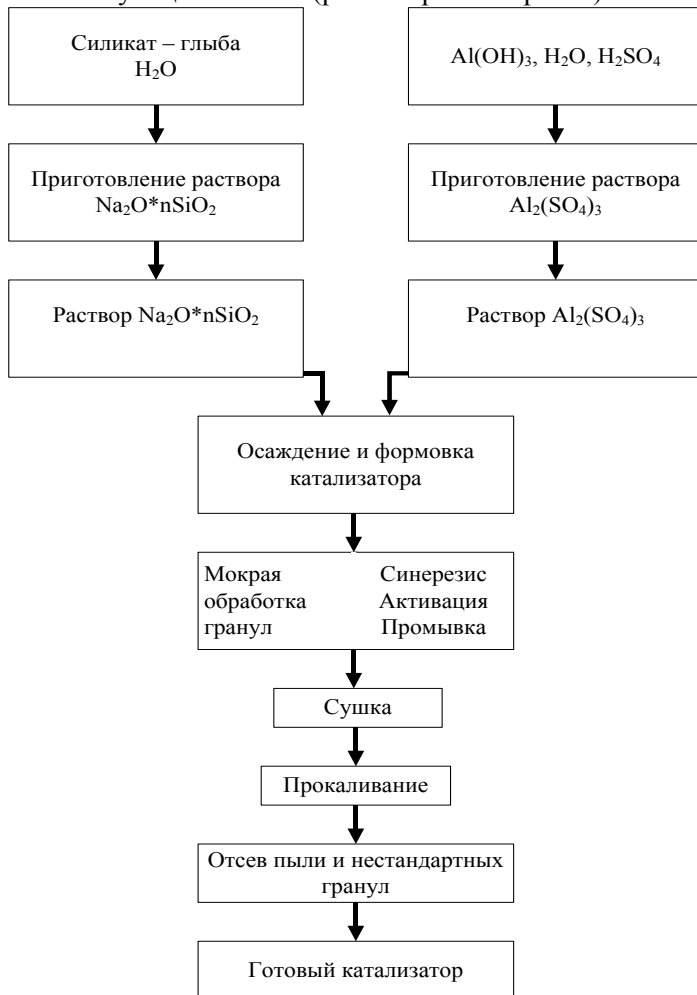 Силикат – глыба
H₂O
Al(OH)₃, H₂O, H₂SO₄
Приготовление раствора
Na₂O*nSiO₂
Приготовление раствора
Al₂(SO₄)₃
Раствор Na₂O*nSiO₂
Раствор Al₂(SO₄)₃
Осаждение и формовка
катализатора
Мокрая
обработка
гранул
Синерезис
Активация
Промывка
Сушка
Прокаливание
Отсев пыли и нестандартных
гранул
Готовый катализатор